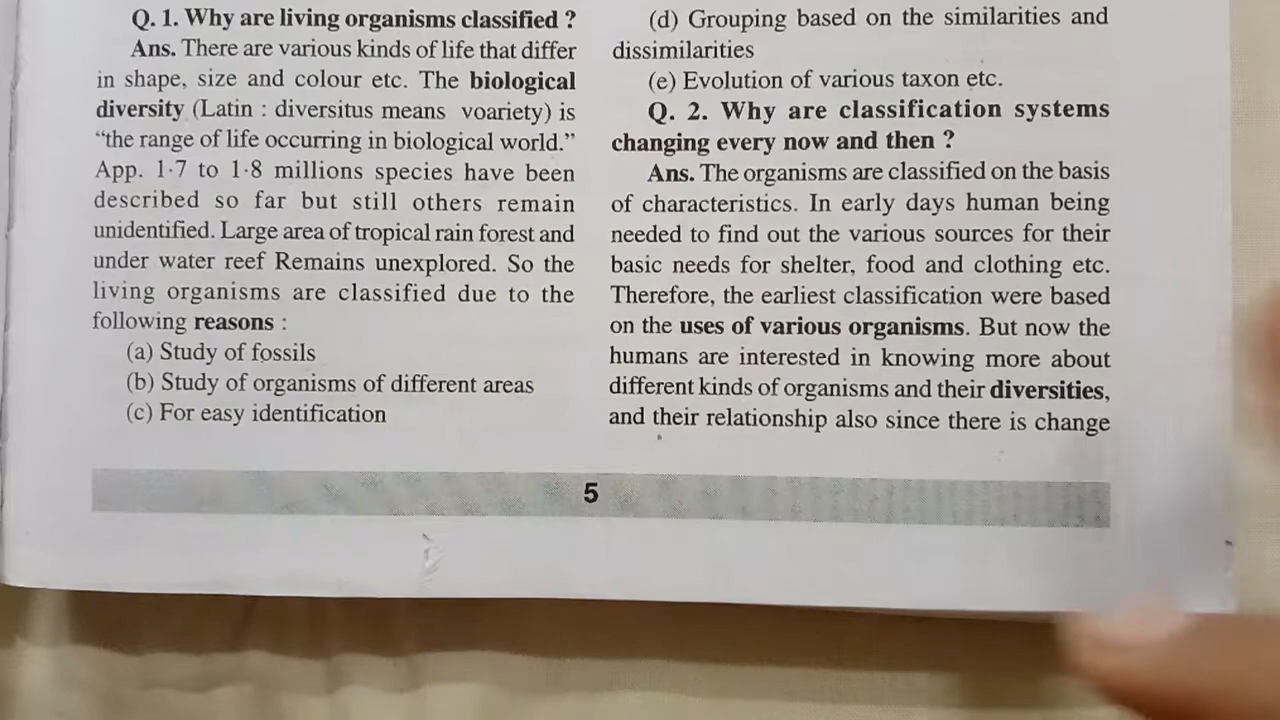 Q. 1. Why are living organisms classified ?
Ans. There are various kinds of life that differ
in shape, size and colour etc. The biological
diversity (Latin : diversitus means voariety) is
“the range of life occurring in biological world.”
App. 1·7 to 1·8 millions species have been
described so far but still others remain
unidentified. Large area of tropical rain forest and
under water reef Remains unexplored. So the
living organisms are classified due to the
following reasons :
(a) Study of fossils
(b) Study of organisms of different areas
(c) For easy identification
(d) Grouping based on the similarities and
dissimilarities
(e) Evolution of various taxon etc.
Q. 2. Why are classification systems
changing every now and then ?
Ans. The organisms are classified on the basis
of characteristics. In early days human being
needed to find out the various sources for their
basic needs for shelter, food and clothing etc.
Therefore, the earliest classification were based
on the uses of various organisms. But now the
humans are interested in knowing more about
different kinds of organisms and their diversities,
and their relationship also since there is change
5